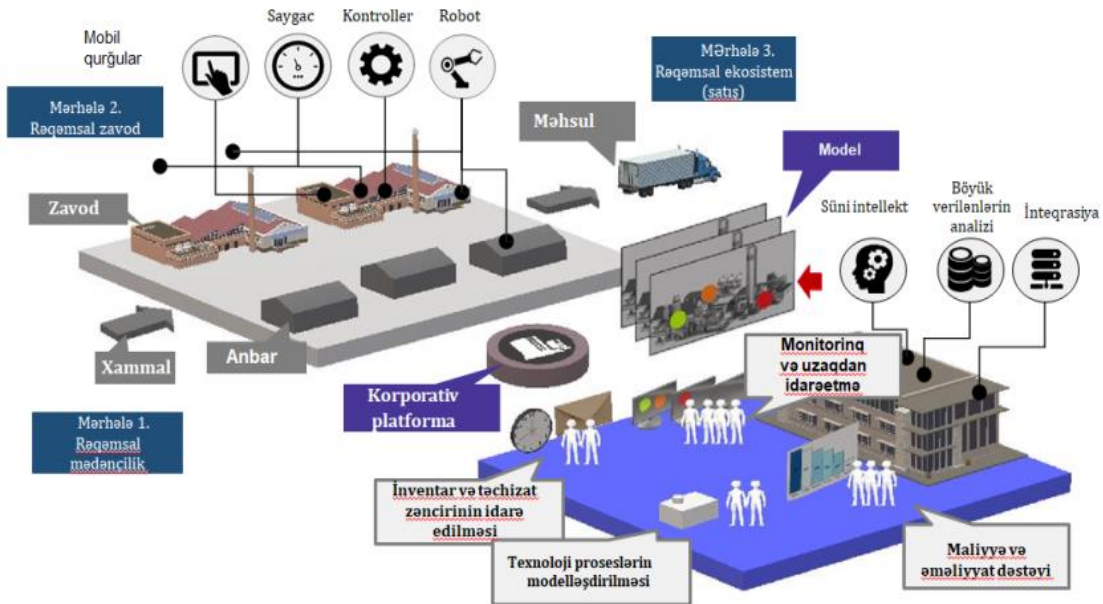 Saygac
Kontroller
Robot
Mobil
qurğular
Mərhələ 2.
Rəqəmsal zavod
Mərhələ 3.
Rəqəmsal ekosistem
(satış)
Məhsul
Model
Zavod
Süni intellekt
Böyük
verilənlərin
analizi
İnteqrasiya
Xammal
Anbar
Monitorinq
və uzaqdan
idarəetmə
Korporativ
platforma
Mərhələ 1.
Rəqəmsal
mədənçilik
İnventar və təchizat
zəncirinin idarə
edilməsi
Texnoloji proseslərin
modelləşdirilməsi
Maliyyə və
əməliyyat dəstəyi